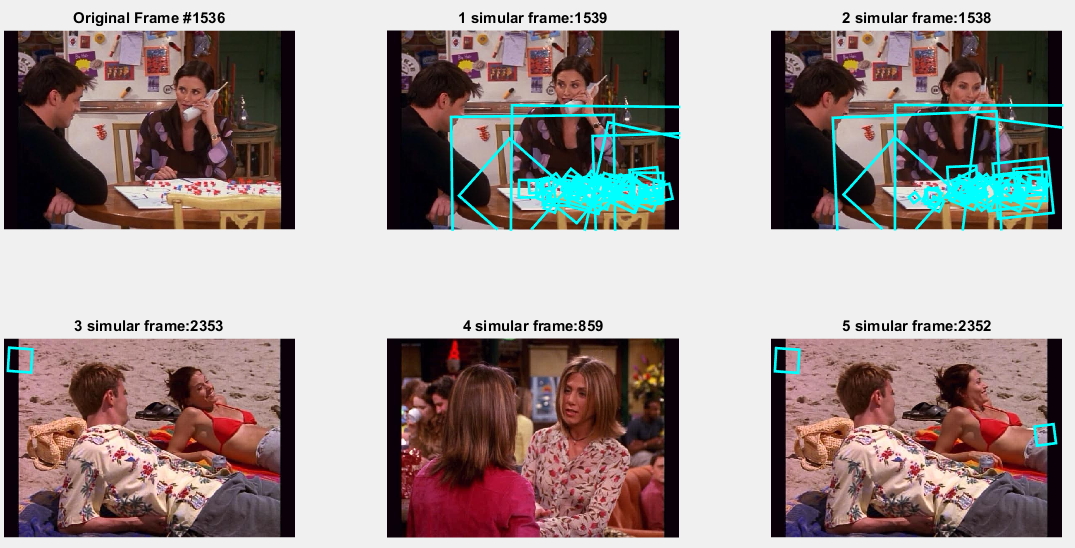 Original Frame #1536
1 simular frame:1539
2 simular frame:1538
3 simular frame:2353
4 simular frame:859
5 simular frame:2352